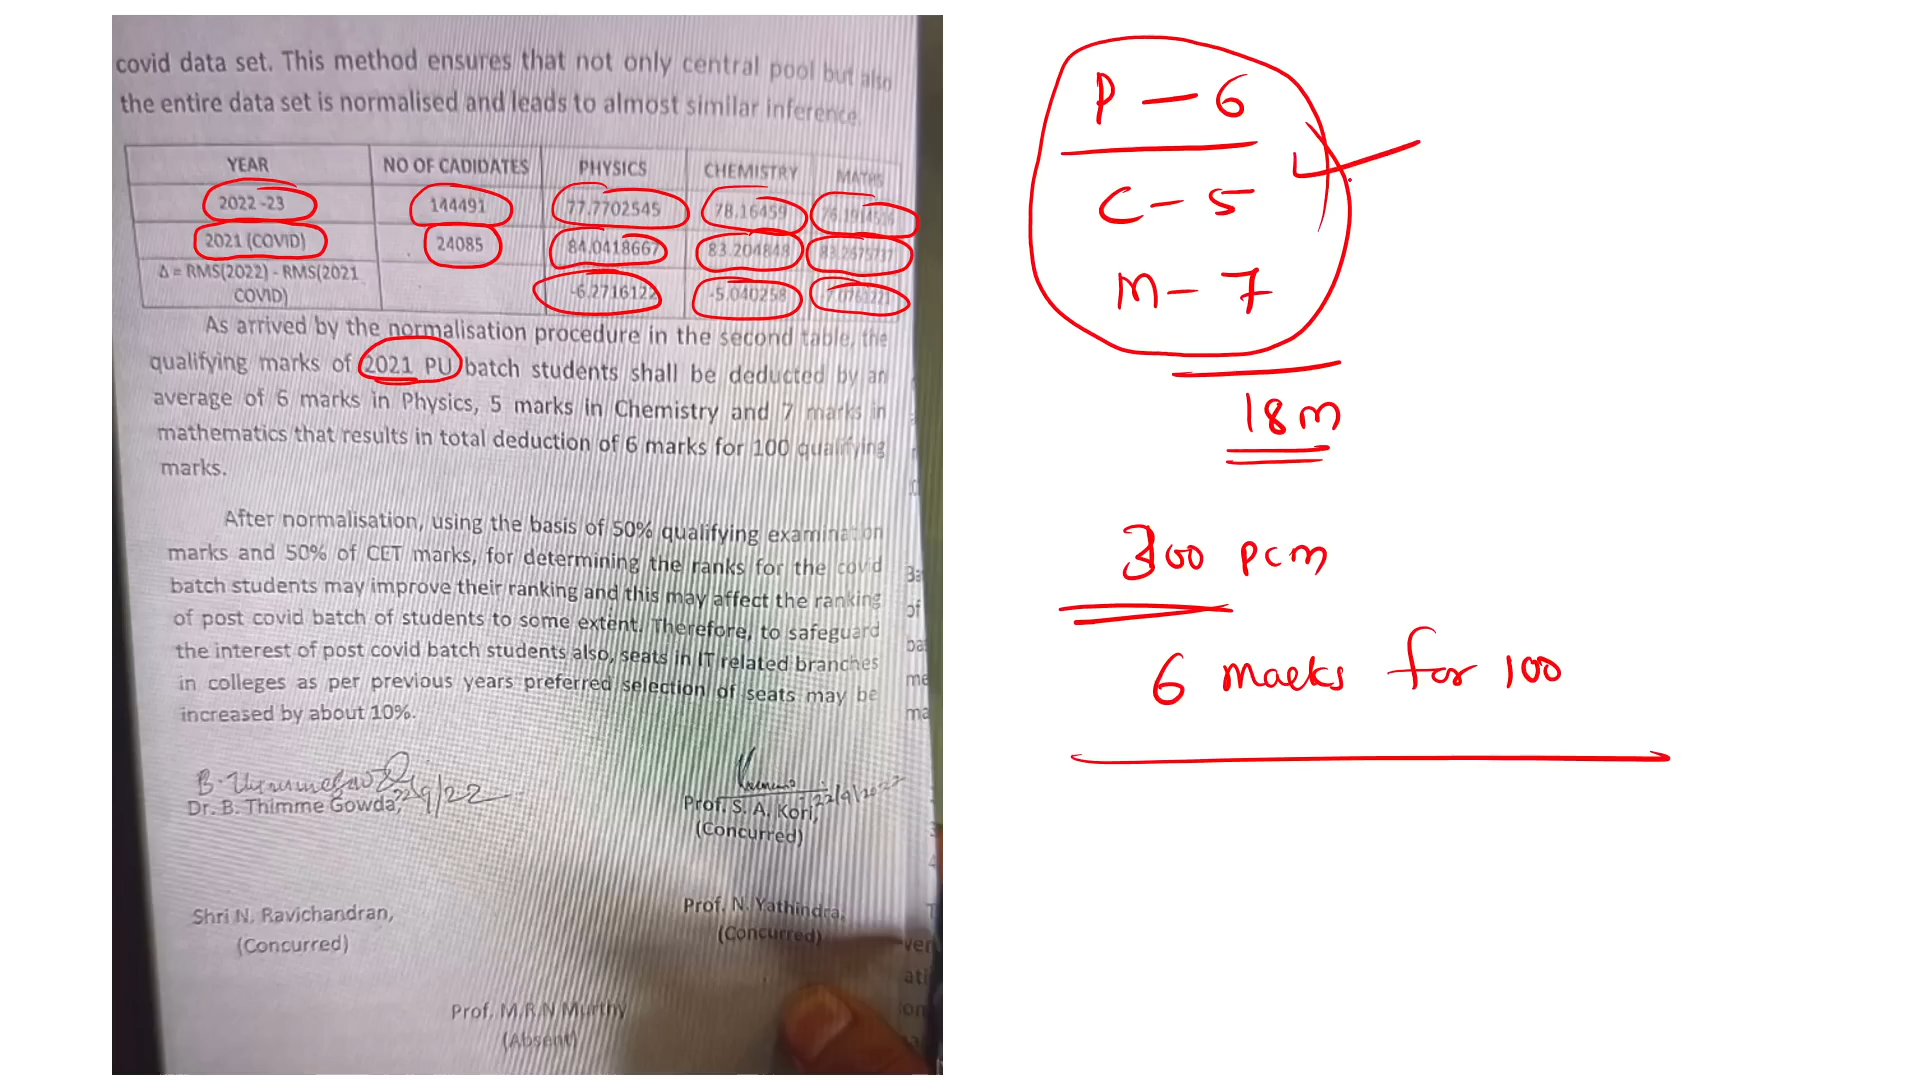 covid data set. This method ensures that not only central pool but also
the entire data set is normalised and leads to almost similar inference.
YEAR NO OF CADIDATES PHYSICS CHEMISTRY MATHS
2022 -23 144491 77.7702545 78.16459
2021 (COVID) 24085 84.0418667 83.204848
Δ = RMS(2022) - RMS(2021 COVID) -6.2716122 -5.040258
As arrived by the normalisation procedure in the second table, the
qualifying marks of 2021 PU batch students shall be deducted by an
average of 6 marks in Physics, 5 marks in Chemistry and 7 marks in
mathematics that results in total deduction of 6 marks for 100 qualifying
marks.
After normalisation, using the basis of 50% qualifying examination
marks and 50% of CET marks, for determining the ranks for the covid
batch students may improve their ranking and this may affect the ranking
of post covid batch of students to some extent. Therefore, to safeguard
the interest of post covid batch students also, seats in IT related branches
in colleges as per previous years preferred selection of seats may be
increased by about 10%.
22/9/22
Dr. B. Thimme Gowda,
22/9/2022
Prof. S. A. Kori,
(Concurred)
Shri N. Ravichandran,
(Concurred)
Prof. N. Yathindra,
(Concurred)
Prof. M.R.N Murthy
(Absent)
P - 6
C - 5
M - 7
18m
300 pcm
6 marks for 100